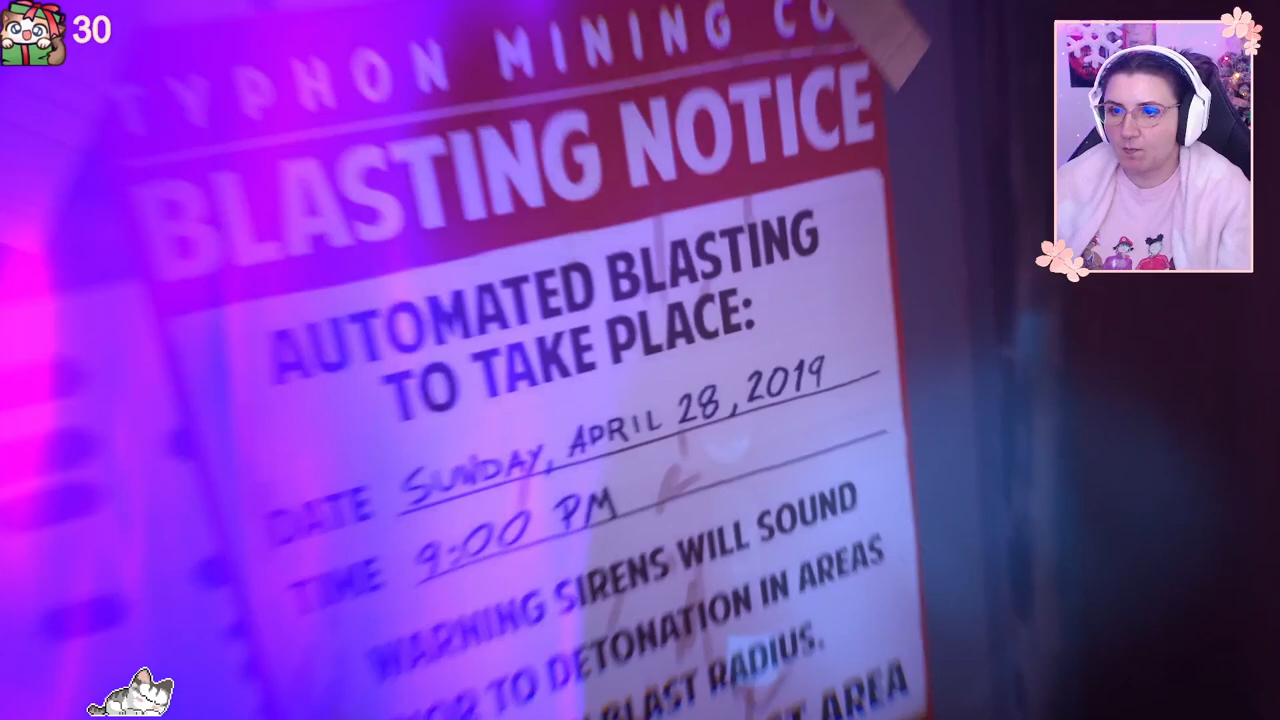 30
TYPHON MINING CO
BLASTING NOTICE
AUTOMATED BLASTING
TO TAKE PLACE:
DATE SUNDAY, APRIL 28, 2019
TIME 9:00 PM
WARNING SIRENS WILL SOUND
TO DETONATION IN AREAS
BLAST RADIUS.
AREA